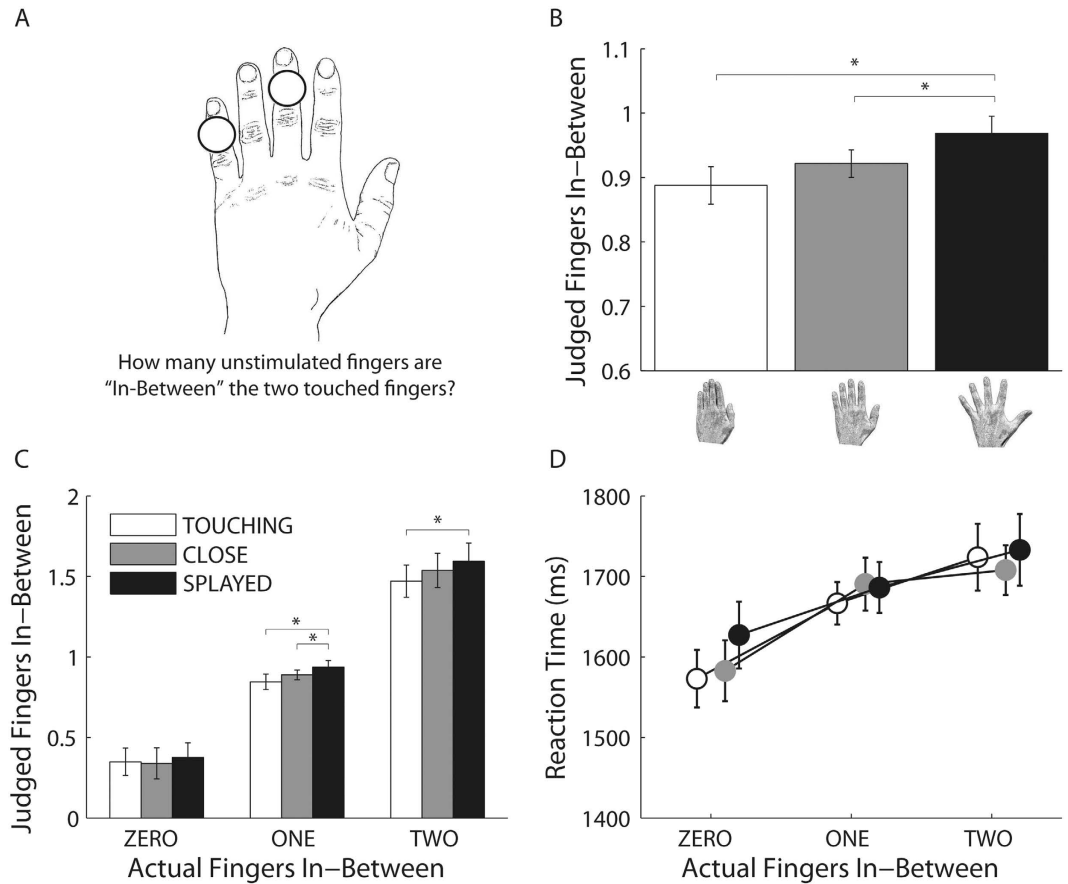 A
How many unstimulated fingers are
“In-Between” the two touched fingers?
B
Judged Fingers In−Between
1.1
1
0.9
0.8
0.7
0.6
*
*
C
Judged Fingers In−Between
2
1.5
1
0.5
0
TOUCHING
CLOSE
SPLAYED
*
*
*
ZERO ONE TWO
Actual Fingers In−Between
D
Reaction Time (ms)
1800
1700
1600
1500
1400
ZERO ONE TWO
Actual Fingers In−Between